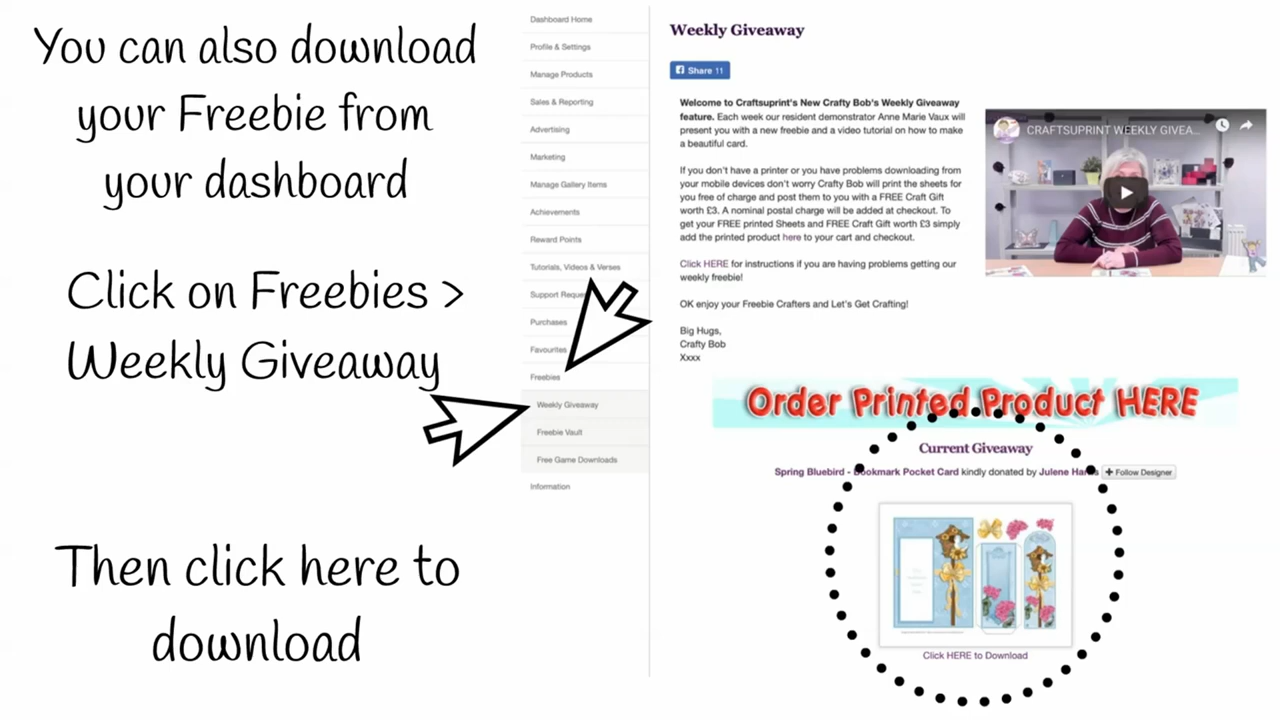 You can also download
your Freebie from
your dashboard
Click on Freebies >
Weekly Giveaway
Then click here to
download
Dashboard Home
Profile & Settings
Manage Products
Sales & Reporting
Advertising
Marketing
Manage Gallery Items
Achievements
Reward Points
Tutorials, Videos & Verses
Support Reque
Purchases
Favourites
Freebies
Weekly Giveaway
Freebie Vault
Free Game Downloads
Information
Weekly Giveaway
Share 11
Welcome to Craftsuprint's New Crafty Bob's Weekly Giveaway
feature. Each week our resident demonstrator Anne Marie Vaux will
present you with a new freebie and a video tutorial on how to make
a beautiful card.
If you don't have a printer or you have problems downloading from
your mobile devices don't worry Crafty Bob will print the sheets for
you free of charge and post them to you with a FREE Craft Gift
worth £3. A nominal postal charge will be added at checkout. To
get your FREE printed Sheets and FREE Craft Gift worth £3 simply
add the printed product here to your cart and checkout.
Click HERE for instructions if you are having problems getting our
weekly freebie!
OK enjoy your Freebie Crafters and Let's Get Crafting!
Big Hugs,
Crafty Bob
Xxxx
CRAFTSUPRINT WEEKLY GIVEA...
Order Printed Product HERE
Current Giveaway
Spring Bluebird - Bookmark Pocket Card kindly donated by Julene Har + Follow Designer
Click HERE to Download